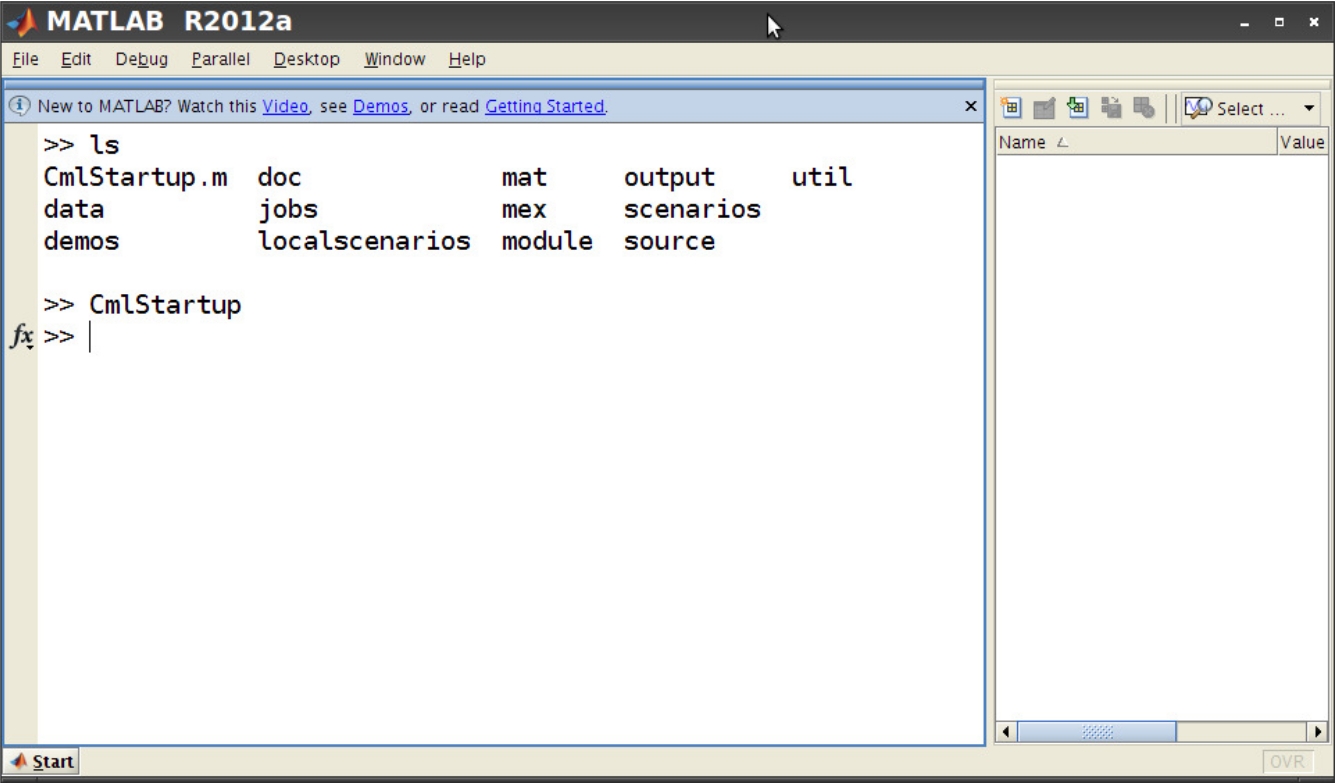 MATLAB R2012a
File Edit Debug Parallel Desktop Window Help
New to MATLAB? Watch this Video, see Demos, or read Getting Started.
Select ...
Name Value
>> ls
CmlStartup.m doc mat output util
data jobs mex scenarios
demos localscenarios module source
>> CmlStartup
fx >>
Start
OVR